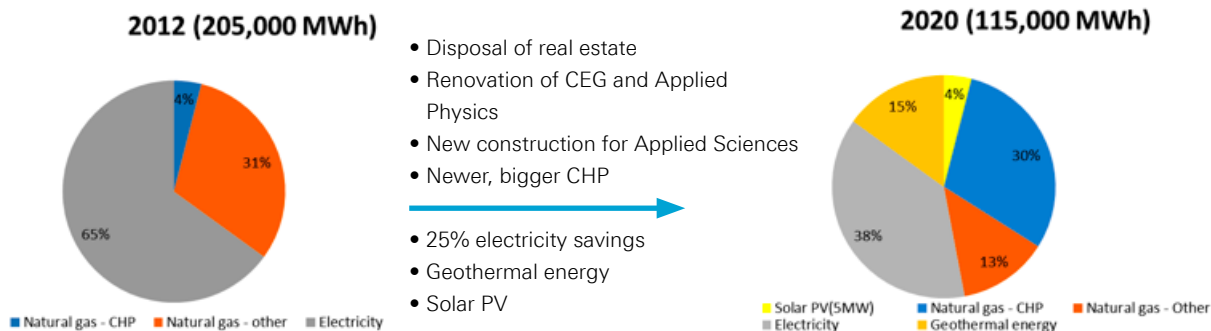 2012 (205,000 MWh)
4%
31%
65%
Natural gas - CHP Natural gas - other Electricity
• Disposal of real estate
• Renovation of CEG and Applied
Physics
• New construction for Applied Sciences
• Newer, bigger CHP
• 25% electricity savings
• Geothermal energy
• Solar PV
2020 (115,000 MWh)
4%
15%
30%
38%
13%
Solar PV(5MW) Natural gas - CHP Natural gas - Other
Electricity Geothermal energy